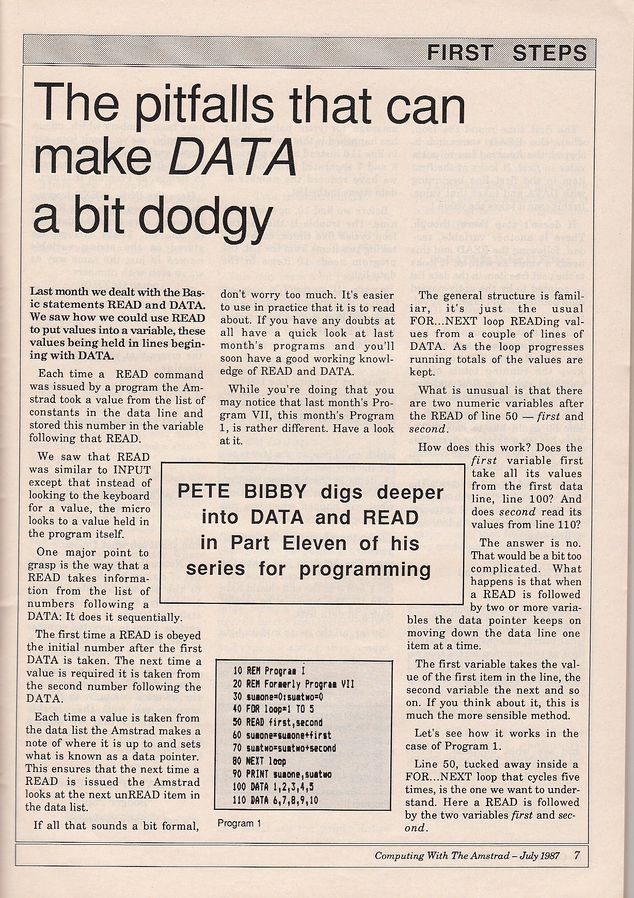 FIRST STEPS
The pitfalls that can
make DATA
a bit dodgy
Last month we dealt with the Bas-
ic statements READ and DATA.
We saw how we could use READ
to put values into a variable, these
values being held in lines begin-
ning with DATA.
Each time a READ command
was issued by a program the Am-
strad took a value from the list of
constants in the data line and
stored this number in the variable
following that READ.
We saw that READ
was similar to INPUT
except that instead of
looking to the keyboard
for a value, the micro
looks to a value held in
the program itself.
One major point to
grasp is the way that a
READ takes informa-
tion from the list of
numbers following a
DATA: It does it sequentially.
The first time a READ is obeyed
the initial number after the first
DATA is taken. The next time a
value is required it is taken from
the second number following the
DATA.
Each time a value is taken from
the data list the Amstrad makes a
note of where it is up to and sets
what is known as a data pointer.
This ensures that the next time a
READ is issued the Amstrad
looks at the next unREAD item in
the data list.
If all that sounds a bit formal,
don't worry too much. It's easier
to use in practice that it is to read
about. If you have any doubts at
all have a quick look at last
month's programs and you'll
soon have a good working knowl-
edge of READ and DATA.
While you're doing that you
may notice that last month's Pro-
gram VII, this month's Program
1, is rather different. Have a look
at it.
PETE BIBBY digs deeper
into DATA and READ
in Part Eleven of his
series for programming
10 REM Program I
20 REM Formerly Program VII
30 sumone=0:sumtwo=0
40 FOR loop=1 TO 5
50 READ first,second
60 sumone=sumone+first
70 sumtwo=sumtwo+second
80 NEXT loop
90 PRINT sumone,sumtwo
100 DATA 1,2,3,4,5
110 DATA 6,7,8,9,10
Program 1
The general structure is famil-
iar, it's just the usual
FOR...NEXT loop READing val-
ues from a couple of lines of
DATA. As the loop progresses
running totals of the values are
kept.
What is unusual is that there
are two numeric variables after
the READ of line 50 — first and
second.
How does this work? Does the
first variable first
take all its values
from the first data
line, line 100? And
does second read its
values from line 110?
The answer is no.
That would be a bit too
complicated. What
happens is that when
a READ is followed
by two or more varia-
bles the data pointer keeps on
moving down the data line one
item at a time.
The first variable takes the val-
ue of the first item in the line, the
second variable the next and so
on. If you think about it, this is
much the more sensible method.
Let's see how it works in the
case of Program 1.
Line 50, tucked away inside a
FOR...NEXT loop that cycles five
times, is the one we want to under-
stand. Here a READ is followed
by the two variables first and sec-
ond.
Computing With The Amstrad – July 1987 7